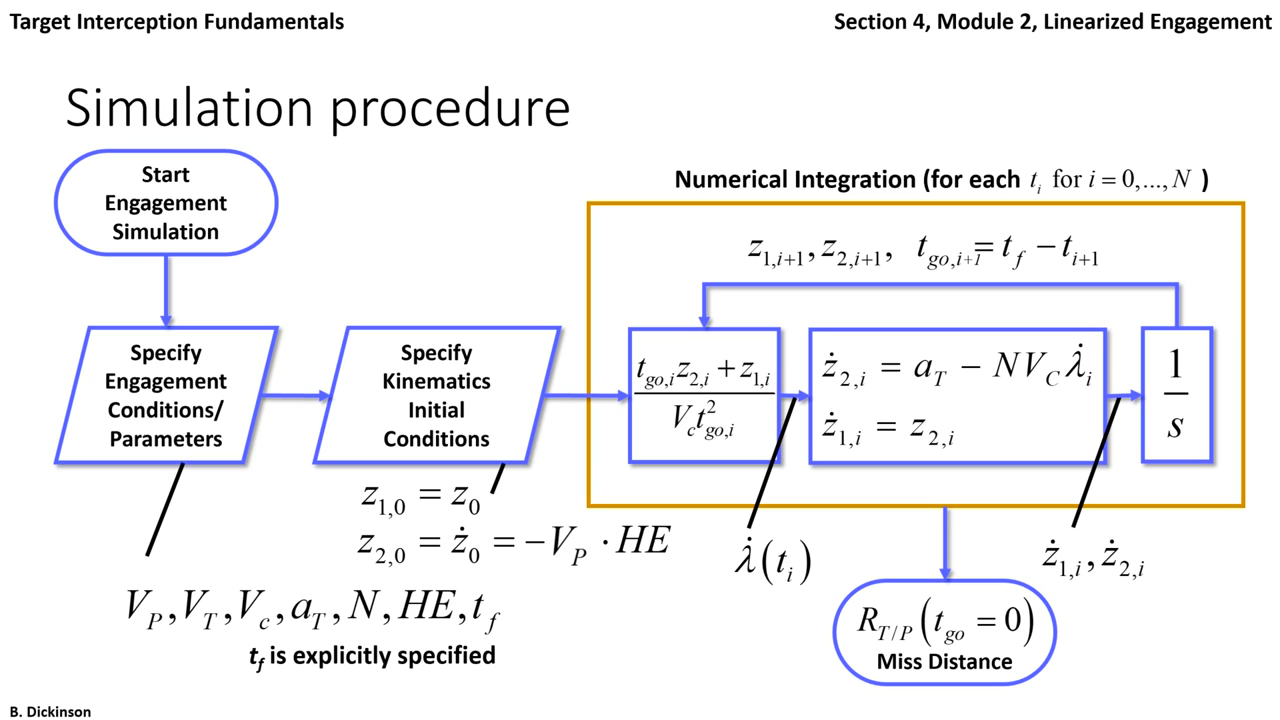 Target Interception Fundamentals
Section 4, Module 2, Linearized Engagement
Simulation procedure
Start
Engagement
Simulation
Numerical Integration (for each t_i for i = 0,...,N )
z_{1,i+1}, z_{2,i+1}, t_{go,i+1} = t_f − t_{i+1}
Specify
Engagement
Conditions/
Parameters
Specify
Kinematics
Initial
Conditions
t_{go,i} z_{2,i} + z_{1,i}
V_c t²_{go,i}
ż_{2,i} = a_T − N V_C λ̇_i
ż_{1,i} = z_{2,i}
1
s
z_{1,0} = z_0
z_{2,0} = ż_0 = −V_P · HE
λ̇(t_i)
ż_{1,i}, ż_{2,i}
V_P, V_T, V_c, a_T, N, HE, t_f
t_f is explicitly specified
R_{T/P}(t_{go} = 0)
Miss Distance
B. Dickinson